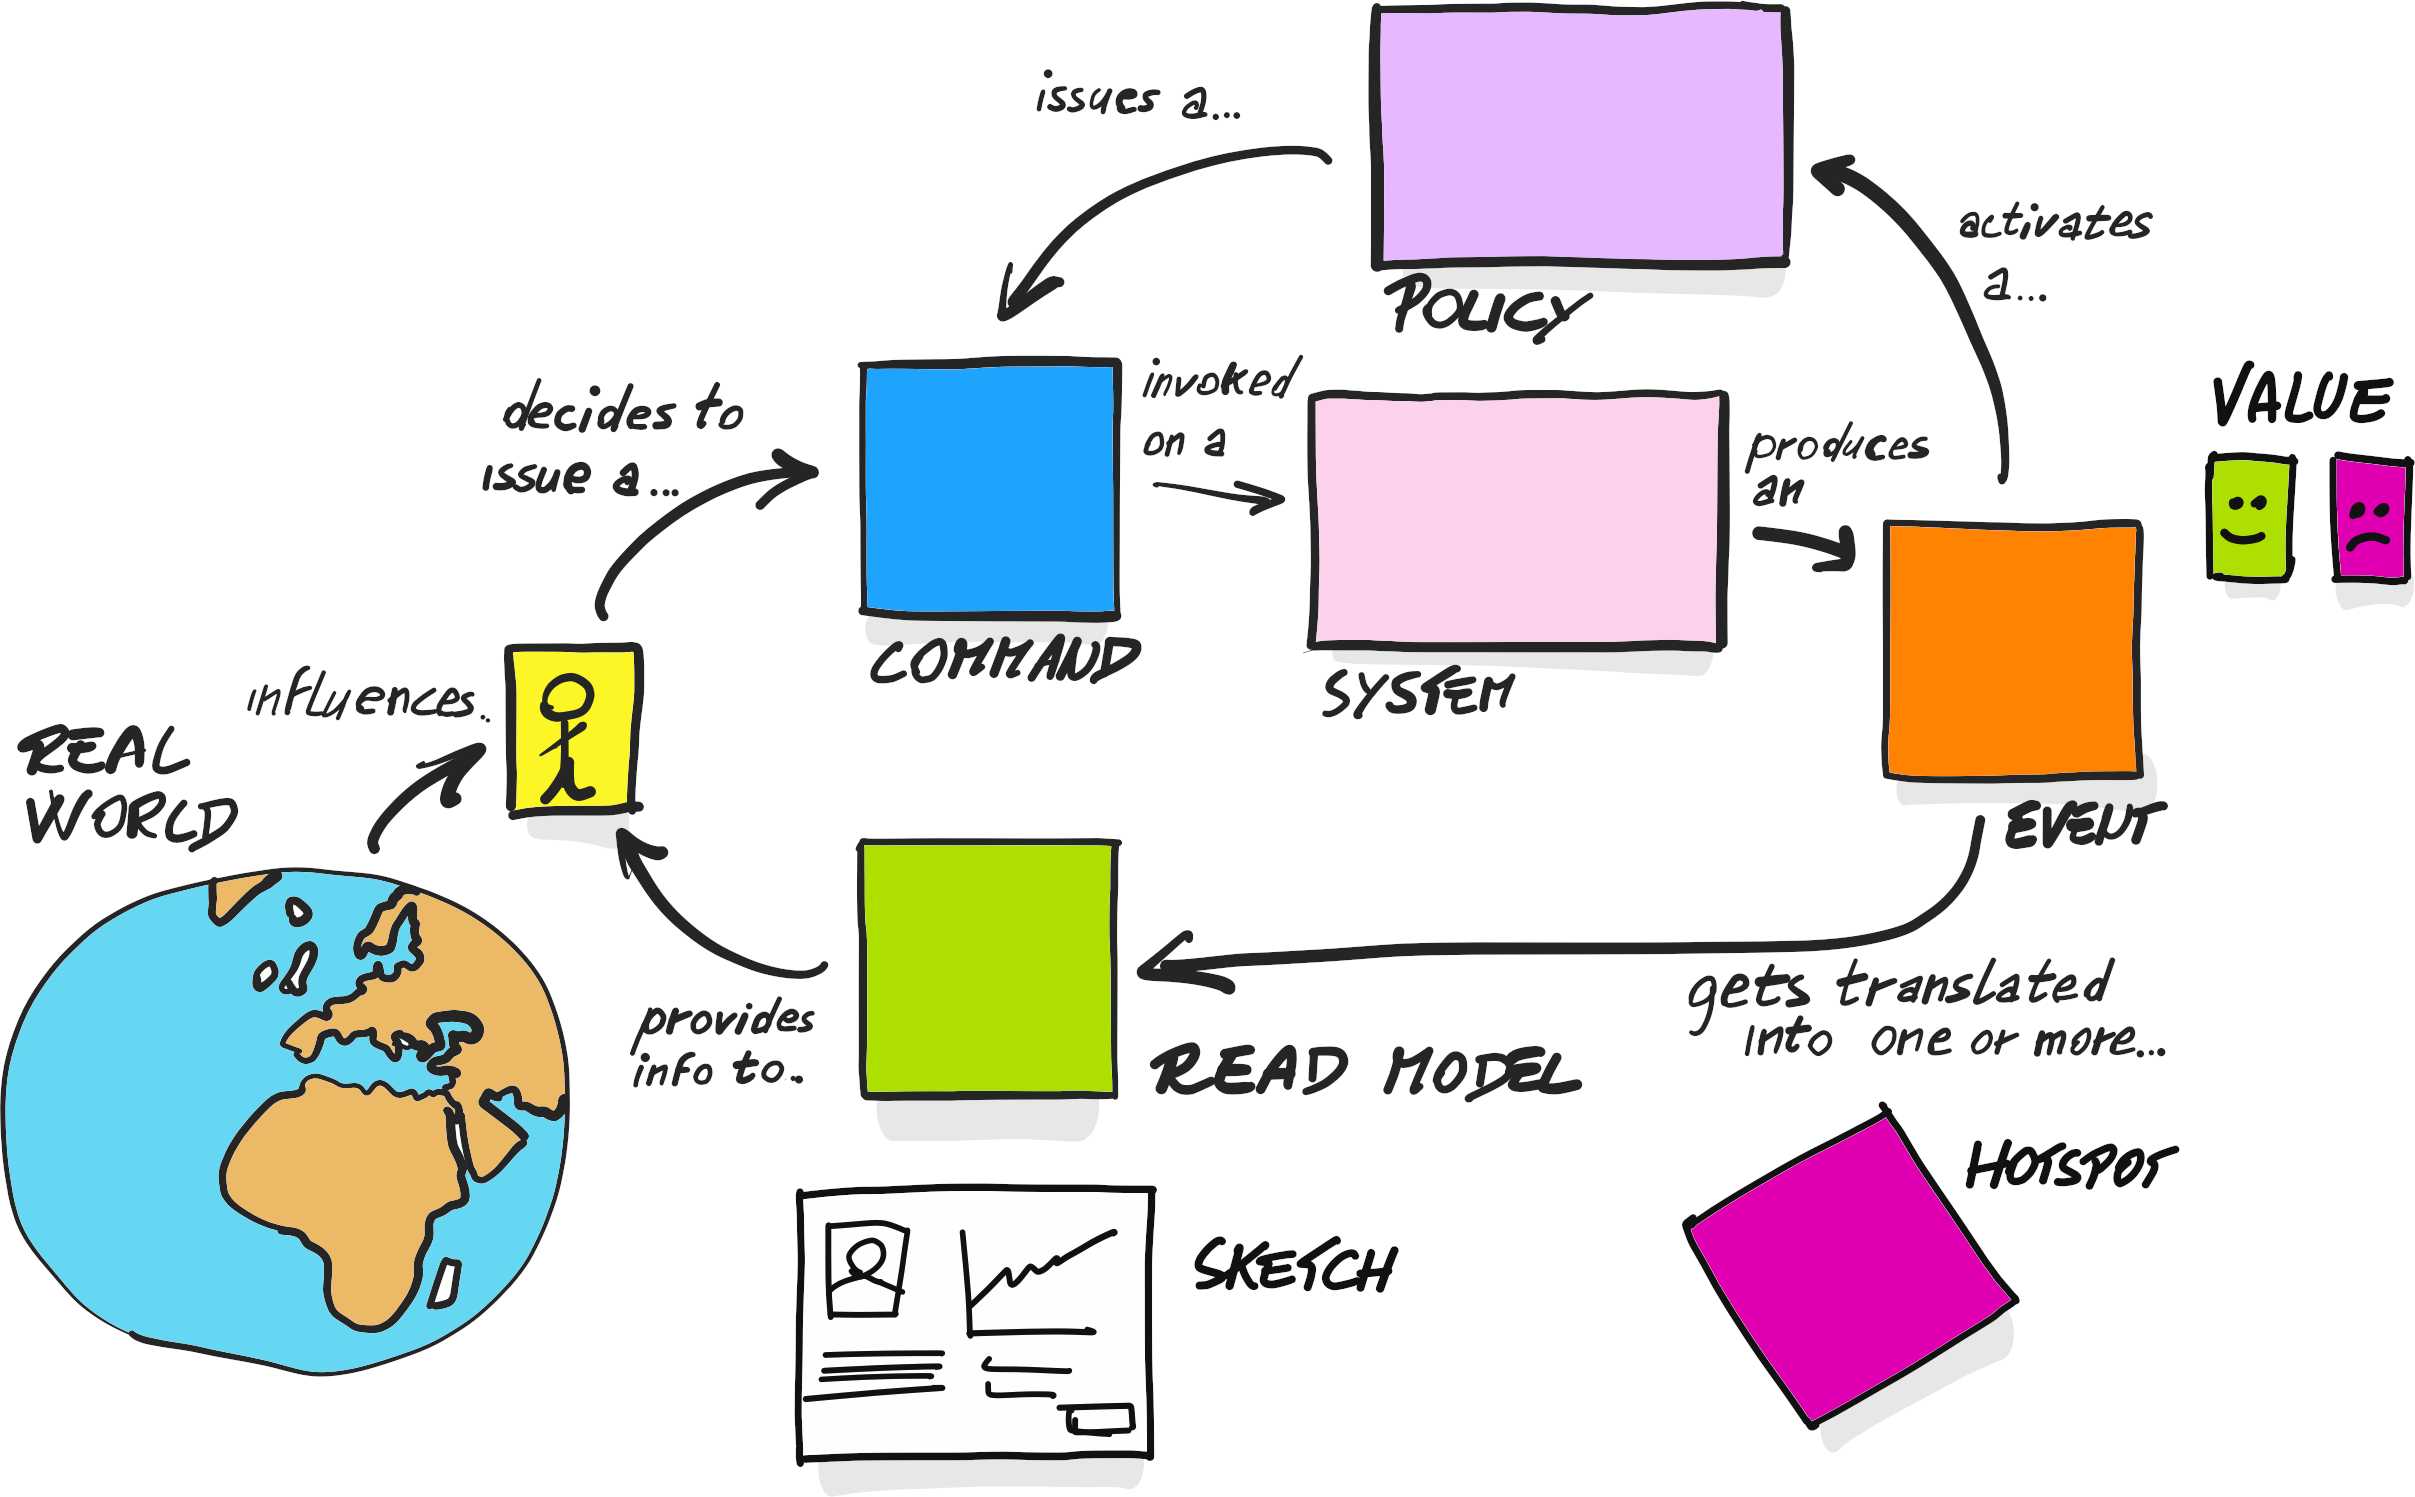 issues a...
POLICY
activates
a...
decides to
issue a...
invoked
on a
produces
an
VALUE
COMMAND
SYSTEM
influences..
REAL
WORLD
EVENT
provides
info to...
READ MODEL
gets translated
into one or more...
HOTSPOT
SKETCH